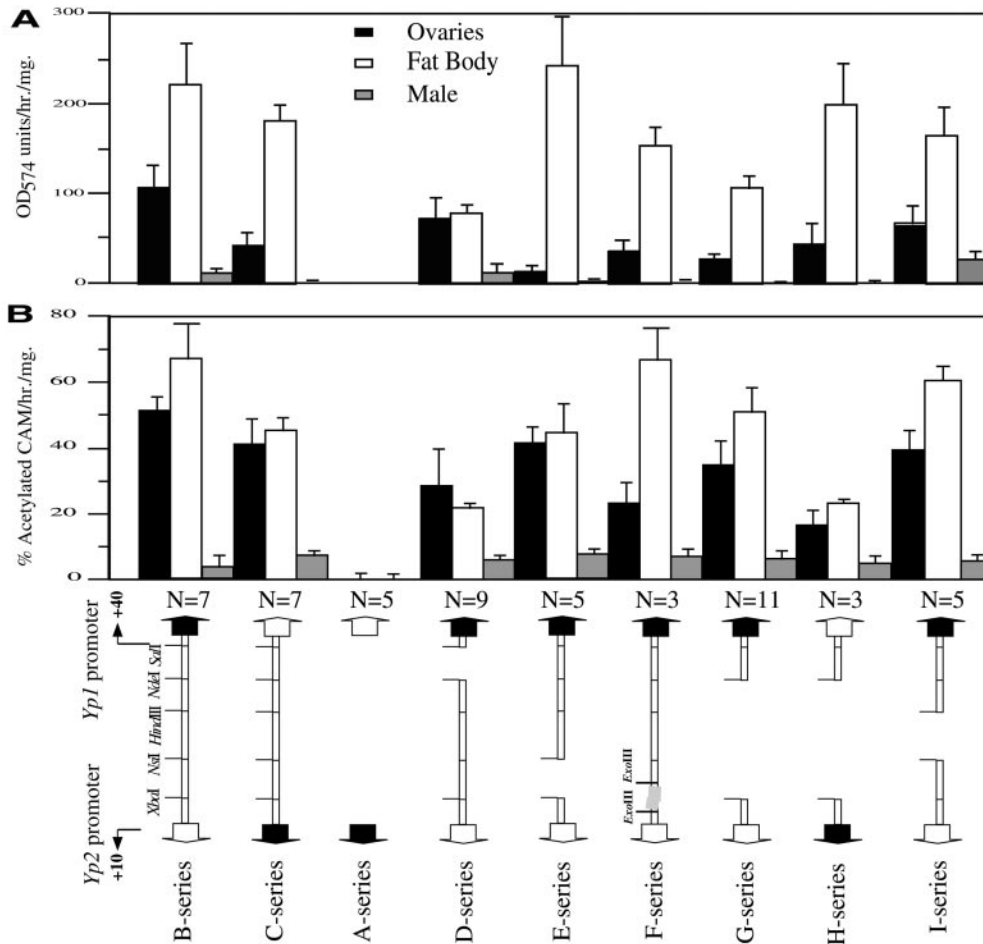 A
300
200
100
0
OD574 units/hr./mg.
Ovaries
Fat Body
Male
B
80
60
40
20
0
% Acetylated CAM/hr./mg.
N=7 N=7 N=5 N=9 N=5 N=3 N=11 N=3 N=5
+40
Yp1 promoter
SalI
NdeI
HindIII
NsiI
XbaI
ExoIII
ExoIII
Yp2 promoter
+10
B-series
C-series
A-series
D-series
E-series
F-series
G-series
H-series
I-series